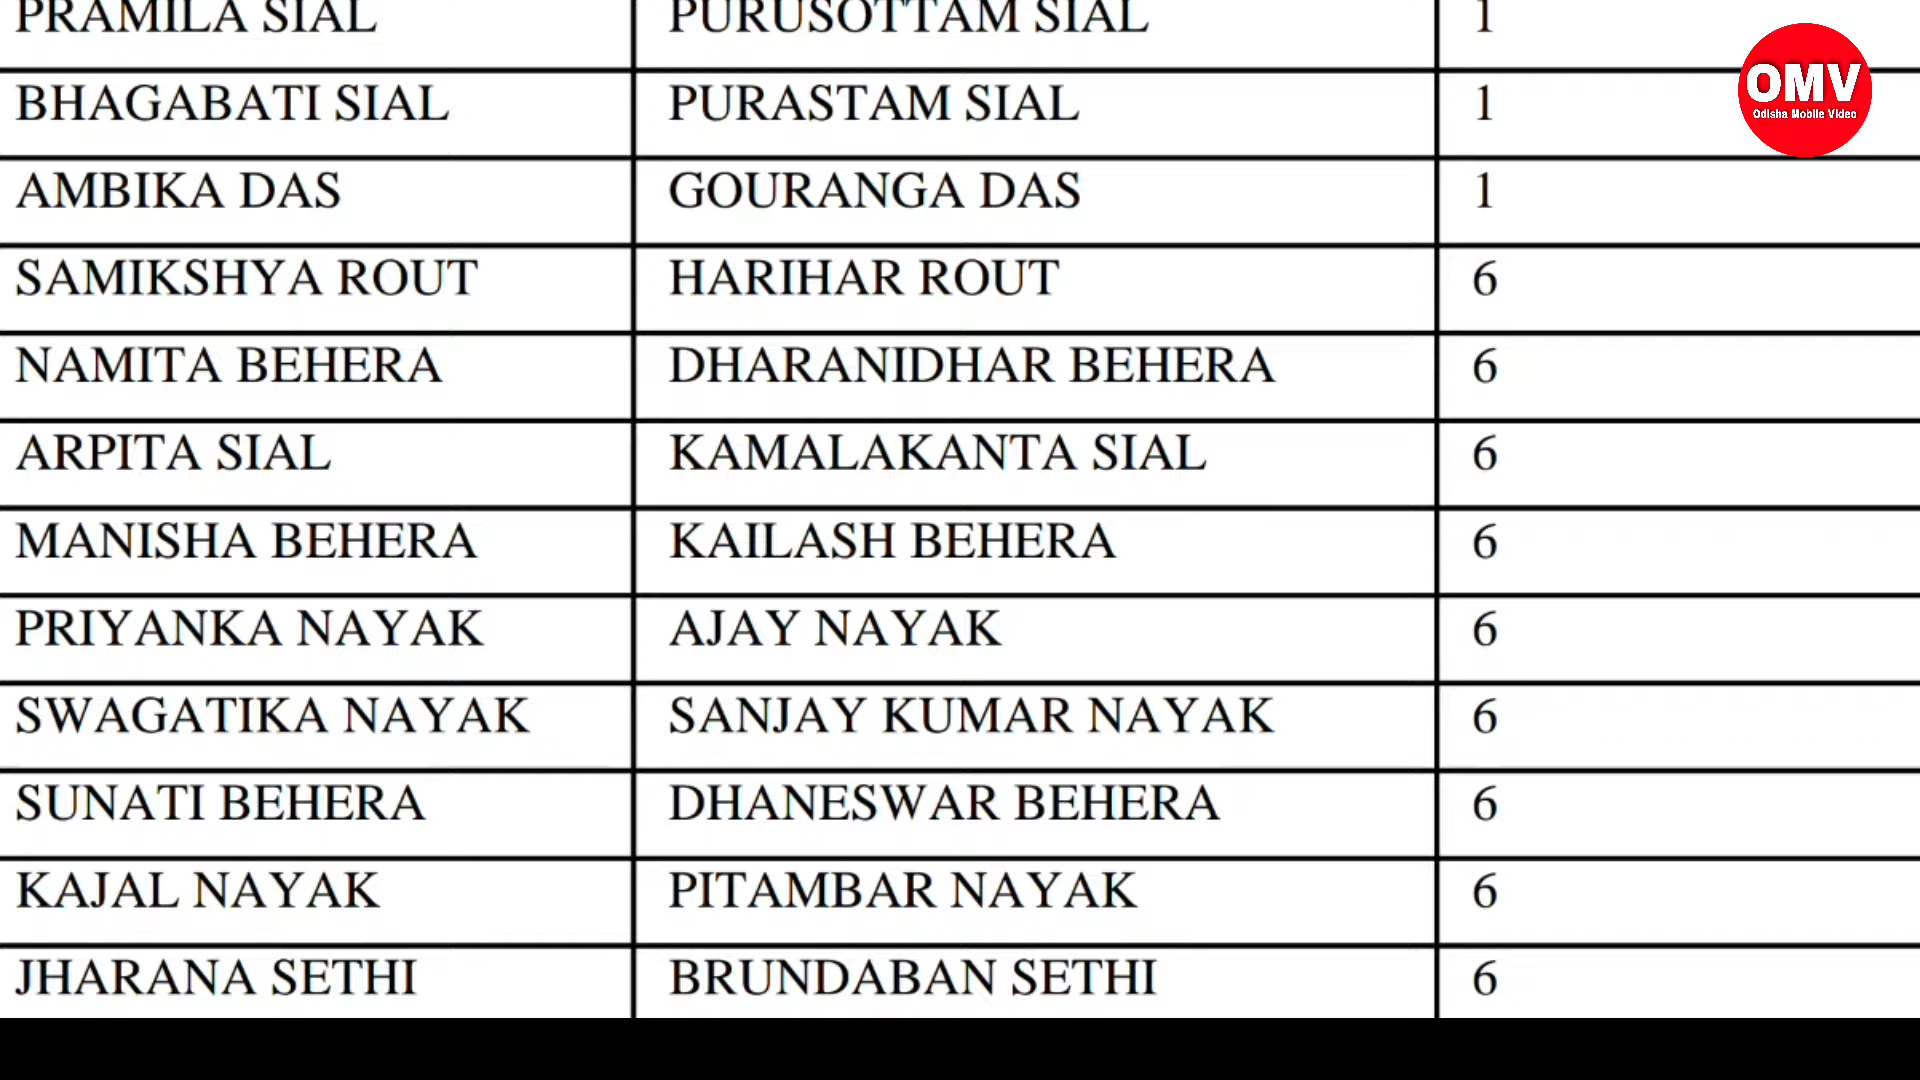 PRAMILA SIAL PURUSOTTAM SIAL 1
BHAGABATI SIAL PURASTAM SIAL 1
AMBIKA DAS GOURANGA DAS 1
SAMIKSHYA ROUT HARIHAR ROUT 6
NAMITA BEHERA DHARANIDHAR BEHERA 6
ARPITA SIAL KAMALAKANTA SIAL 6
MANISHA BEHERA KAILASH BEHERA 6
PRIYANKA NAYAK AJAY NAYAK 6
SWAGATIKA NAYAK SANJAY KUMAR NAYAK 6
SUNATI BEHERA DHANESWAR BEHERA 6
KAJAL NAYAK PITAMBAR NAYAK 6
JHARANA SETHI BRUNDABAN SETHI 6
OMV
Odisha Mobile Video